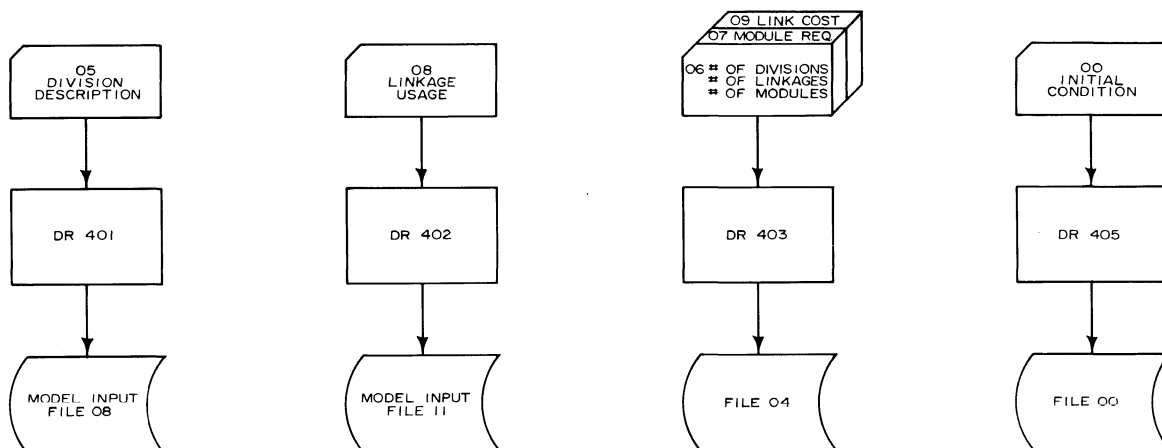 05
DIVISION
DESCRIPTION
08
LINKAGE
USAGE
09 LINK COST
07 MODULE REQ.
06 # OF DIVISIONS
# OF LINKAGES
# OF MODULES
00
INITIAL
CONDITION
DR 401
DR 402
DR 403
DR 405
MODEL INPUT
FILE 08
MODEL INPUT
FILE 11
FILE 04
FILE 00